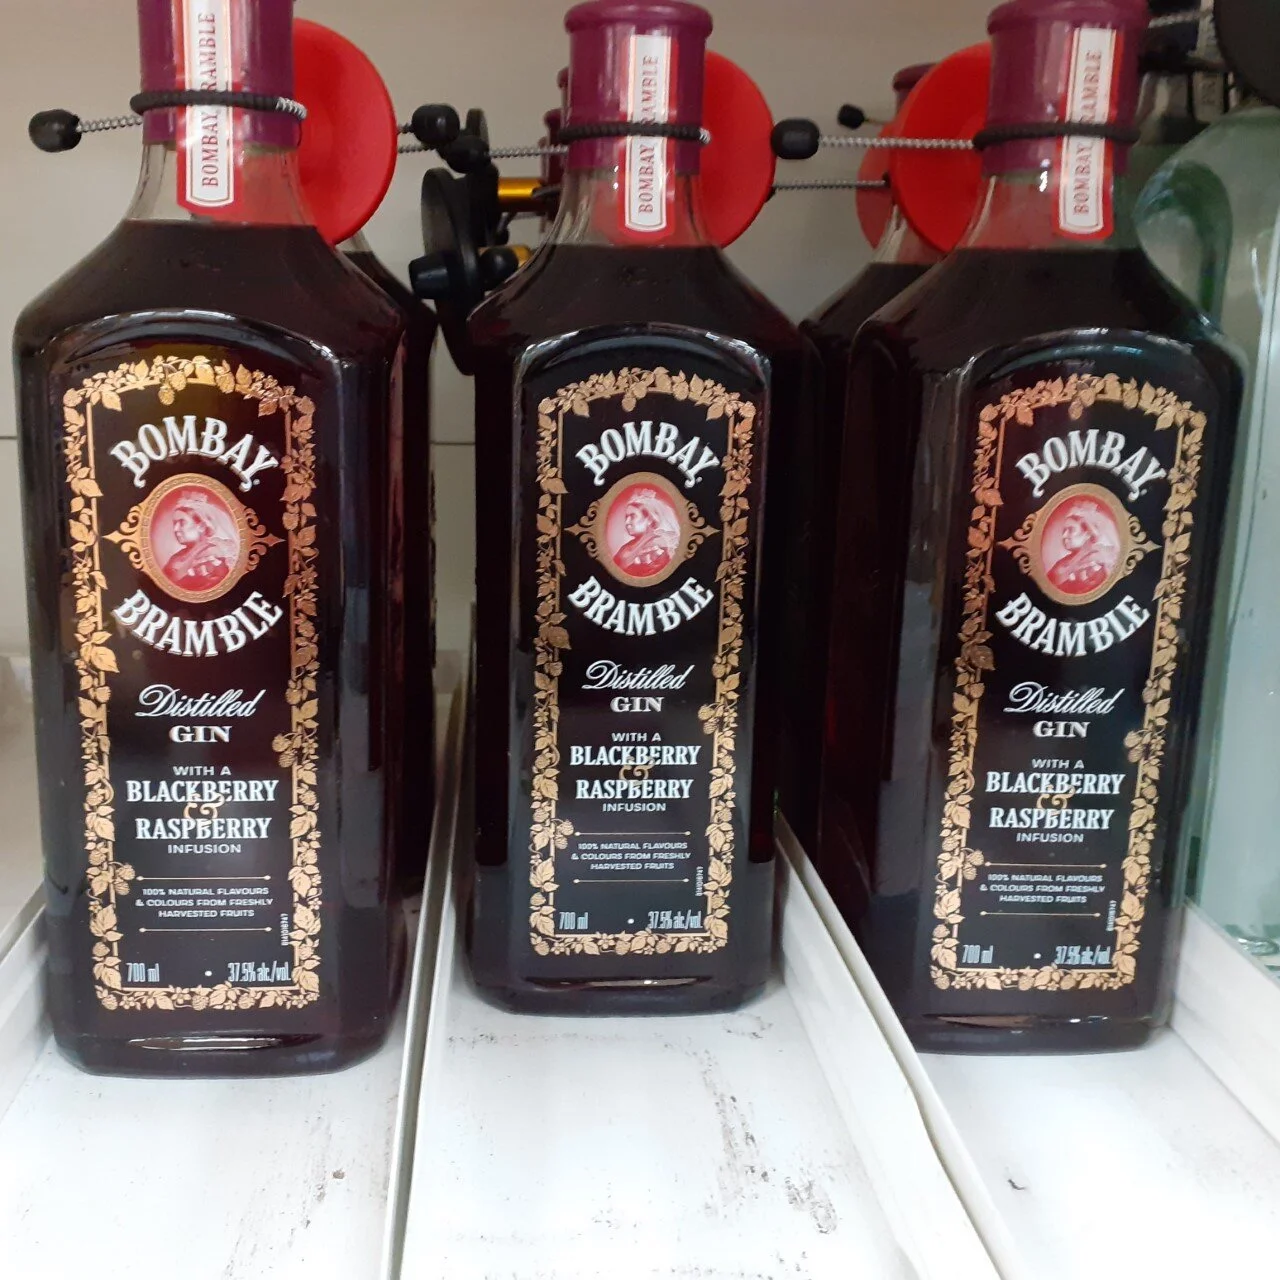 BOMBAY BRAMBLE
BOMBAY BRAMBLE
BOMBAY BRAMBLE
BOMBAY
BRAMBLE
Distilled
GIN
WITH A
BLACKBERRY
&
RASPBERRY
INFUSION
100% NATURAL FLAVOURS
& COLOURS FROM FRESHLY
HARVESTED FRUITS
700 ml • 37.5% alc./vol.
BOMBAY
BRAMBLE
Distilled
GIN
WITH A
BLACKBERRY
&
RASPBERRY
INFUSION
100% NATURAL FLAVOURS
& COLOURS FROM FRESHLY
HARVESTED FRUITS
700 ml • 37.5% alc./vol.
BOMBAY
BRAMBLE
Distilled
GIN
WITH A
BLACKBERRY
&
RASPBERRY
INFUSION
100% NATURAL FLAVOURS
& COLOURS FROM FRESHLY
HARVESTED FRUITS
700 ml • 37.5% alc./vol.